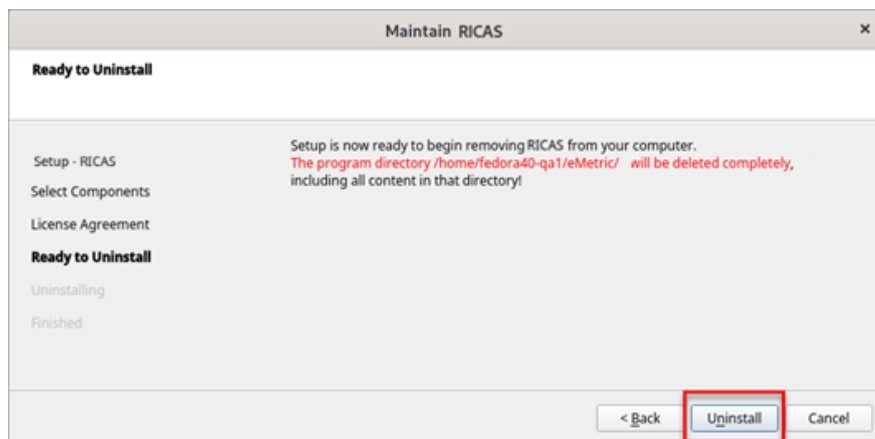 Maintain RICAS
×
Ready to Uninstall
Setup - RICAS
Select Components
License Agreement
Ready to Uninstall
Uninstalling
Finished
Setup is now ready to begin removing RICAS from your computer.
The program directory /home/fedora40-qa1/eMetric/ will be deleted completely,
including all content in that directory!
< Back
Uninstall
Cancel